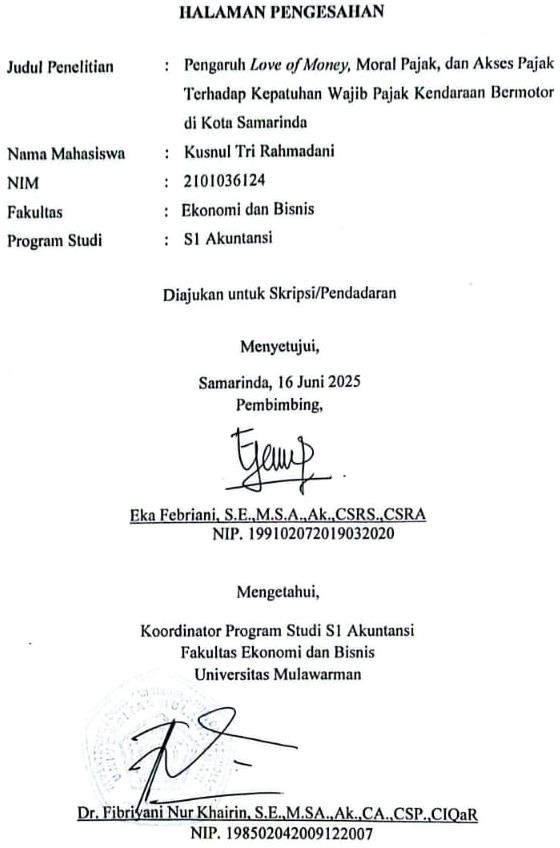 HALAMAN PENGESAHAN
Judul Penelitian : Pengaruh Love of Money, Moral Pajak, dan Akses Pajak
Terhadap Kepatuhan Wajib Pajak Kendaraan Bermotor
di Kota Samarinda
Nama Mahasiswa : Kusnul Tri Rahmadani
NIM : 2101036124
Fakultas : Ekonomi dan Bisnis
Program Studi : S1 Akuntansi
Diajukan untuk Skripsi/Pendadaran
Menyetujui,
Samarinda, 16 Juni 2025
Pembimbing,
Eka Febriani, S.E.,M.S.A.,Ak.,CSRS.,CSRA
NIP. 199102072019032020
Mengetahui,
Koordinator Program Studi S1 Akuntansi
Fakultas Ekonomi dan Bisnis
Universitas Mulawarman
Dr. Fibriyani Nur Khairin, S.E.,M.SA.,Ak.,CA.,CSP.,CIQaR
NIP. 198502042009122007